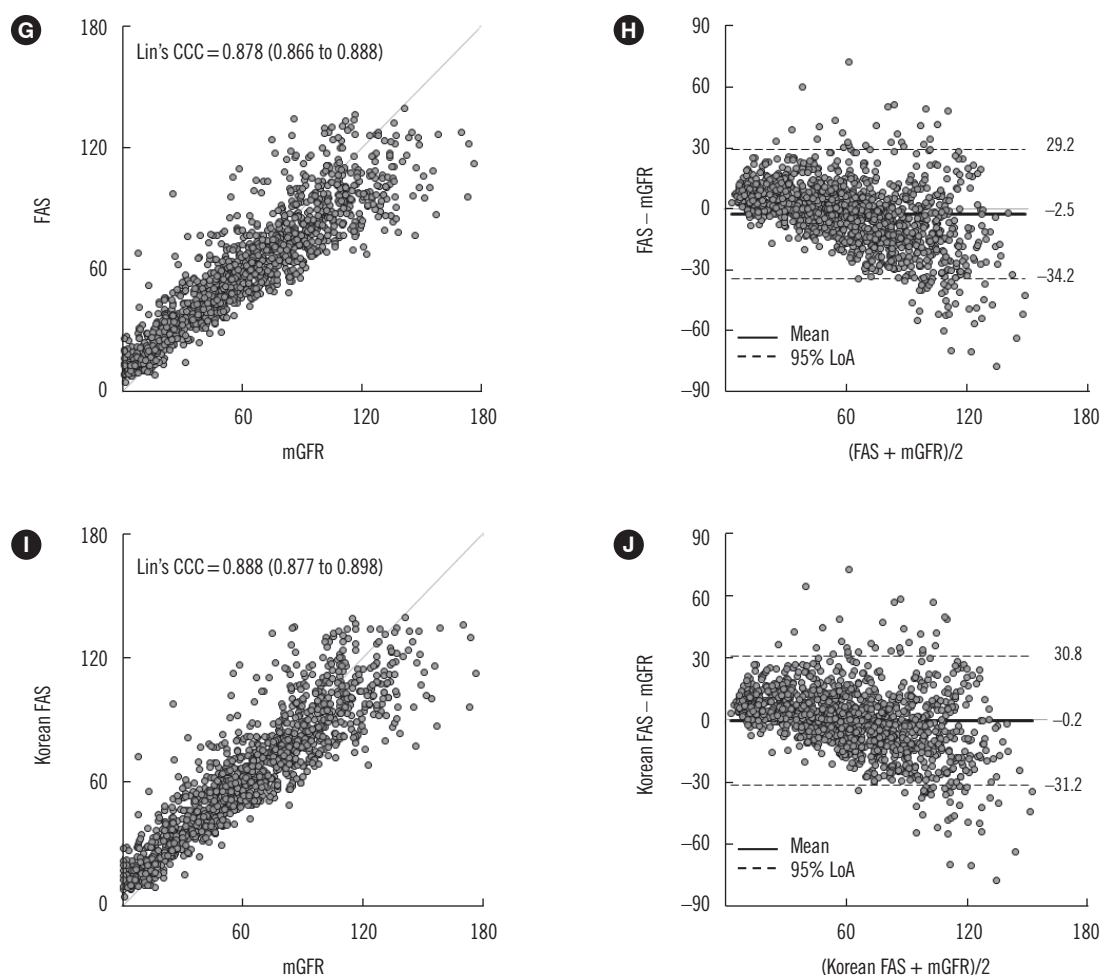 G
180
120
60
0
60
120
180
FAS
mGFR
Lin's CCC = 0.878 (0.866 to 0.888)
H
90
60
30
0
–30
–60
–90
60
120
180
FAS – mGFR
(FAS + mGFR)/2
29.2
–2.5
–34.2
Mean
95% LoA
I
180
120
60
0
60
120
180
Korean FAS
mGFR
Lin's CCC = 0.888 (0.877 to 0.898)
J
90
60
30
0
–30
–60
–90
60
120
180
Korean FAS – mGFR
(Korean FAS + mGFR)/2
30.8
–0.2
–31.2
Mean
95% LoA